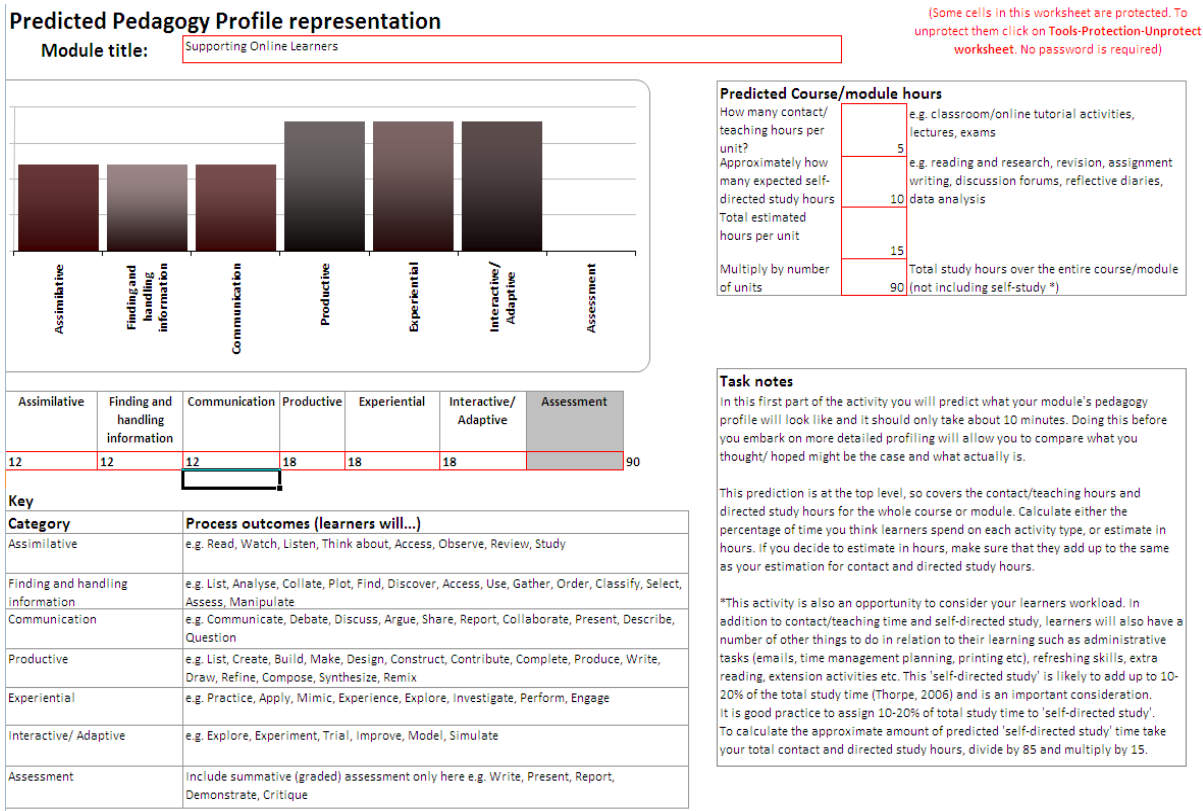 Predicted Pedagogy Profile representation
Module title:
Supporting Online Learners
(Some cells in this worksheet are protected. To
unprotect them click on Tools-Protection-Unprotect
worksheet. No password is required)
Assimilative
Finding and
handling
information
Communication
Productive
Experiential
Interactive/
Adaptive
Assessment
Predicted Course/module hours
How many contact/
teaching hours per
unit?
5
e.g. classroom/online tutorial activities,
lectures, exams
Approximately how
many expected self-
directed study hours
10
e.g. reading and research, revision, assignment
writing, discussion forums, reflective diaries,
data analysis
Total estimated
hours per unit
15
Multiply by number
of units
90
Total study hours over the entire course/module
(not including self-study *)
Assimilative
Finding and
handling
information
Communication
Productive
Experiential
Interactive/
Adaptive
Assessment
12 12 12 18 18 18 90
Key
Category Process outcomes (learners will...)
Assimilative
e.g. Read, Watch, Listen, Think about, Access, Observe, Review, Study
Finding and handling
information
e.g. List, Analyse, Collate, Plot, Find, Discover, Access, Use, Gather, Order, Classify, Select,
Assess, Manipulate
Communication
e.g. Communicate, Debate, Discuss, Argue, Share, Report, Collaborate, Present, Describe,
Question
Productive
e.g. List, Create, Build, Make, Design, Construct, Contribute, Complete, Produce, Write,
Draw, Refine, Compose, Synthesize, Remix
Experiential
e.g. Practice, Apply, Mimic, Experience, Explore, Investigate, Perform, Engage
Interactive/ Adaptive
e.g. Explore, Experiment, Trial, Improve, Model, Simulate
Assessment
Include summative (graded) assessment only here e.g. Write, Present, Report,
Demonstrate, Critique
Task notes
In this first part of the activity you will predict what your module's pedagogy
profile will look like and it should only take about 10 minutes. Doing this before
you embark on more detailed profiling will allow you to compare what you
thought/ hoped might be the case and what actually is.
This prediction is at the top level, so covers the contact/teaching hours and
directed study hours for the whole course or module. Calculate either the
percentage of time you think learners spend on each activity type, or estimate in
hours. If you decide to estimate in hours, make sure that they add up to the same
as your estimation for contact and directed study hours.
*This activity is also an opportunity to consider your learners workload. In
addition to contact/teaching time and self-directed study, learners will also have a
number of other things to do in relation to their learning such as administrative
tasks (emails, time management planning, printing etc), refreshing skills, extra
reading, extension activities etc. This 'self-directed study' is likely to add up to 10-
20% of the total study time (Thorpe, 2006) and is an important consideration.
It is good practice to assign 10-20% of total study time to 'self-directed study'.
To calculate the approximate amount of predicted 'self-directed study' time take
your total contact and directed study hours, divide by 85 and multiply by 15.